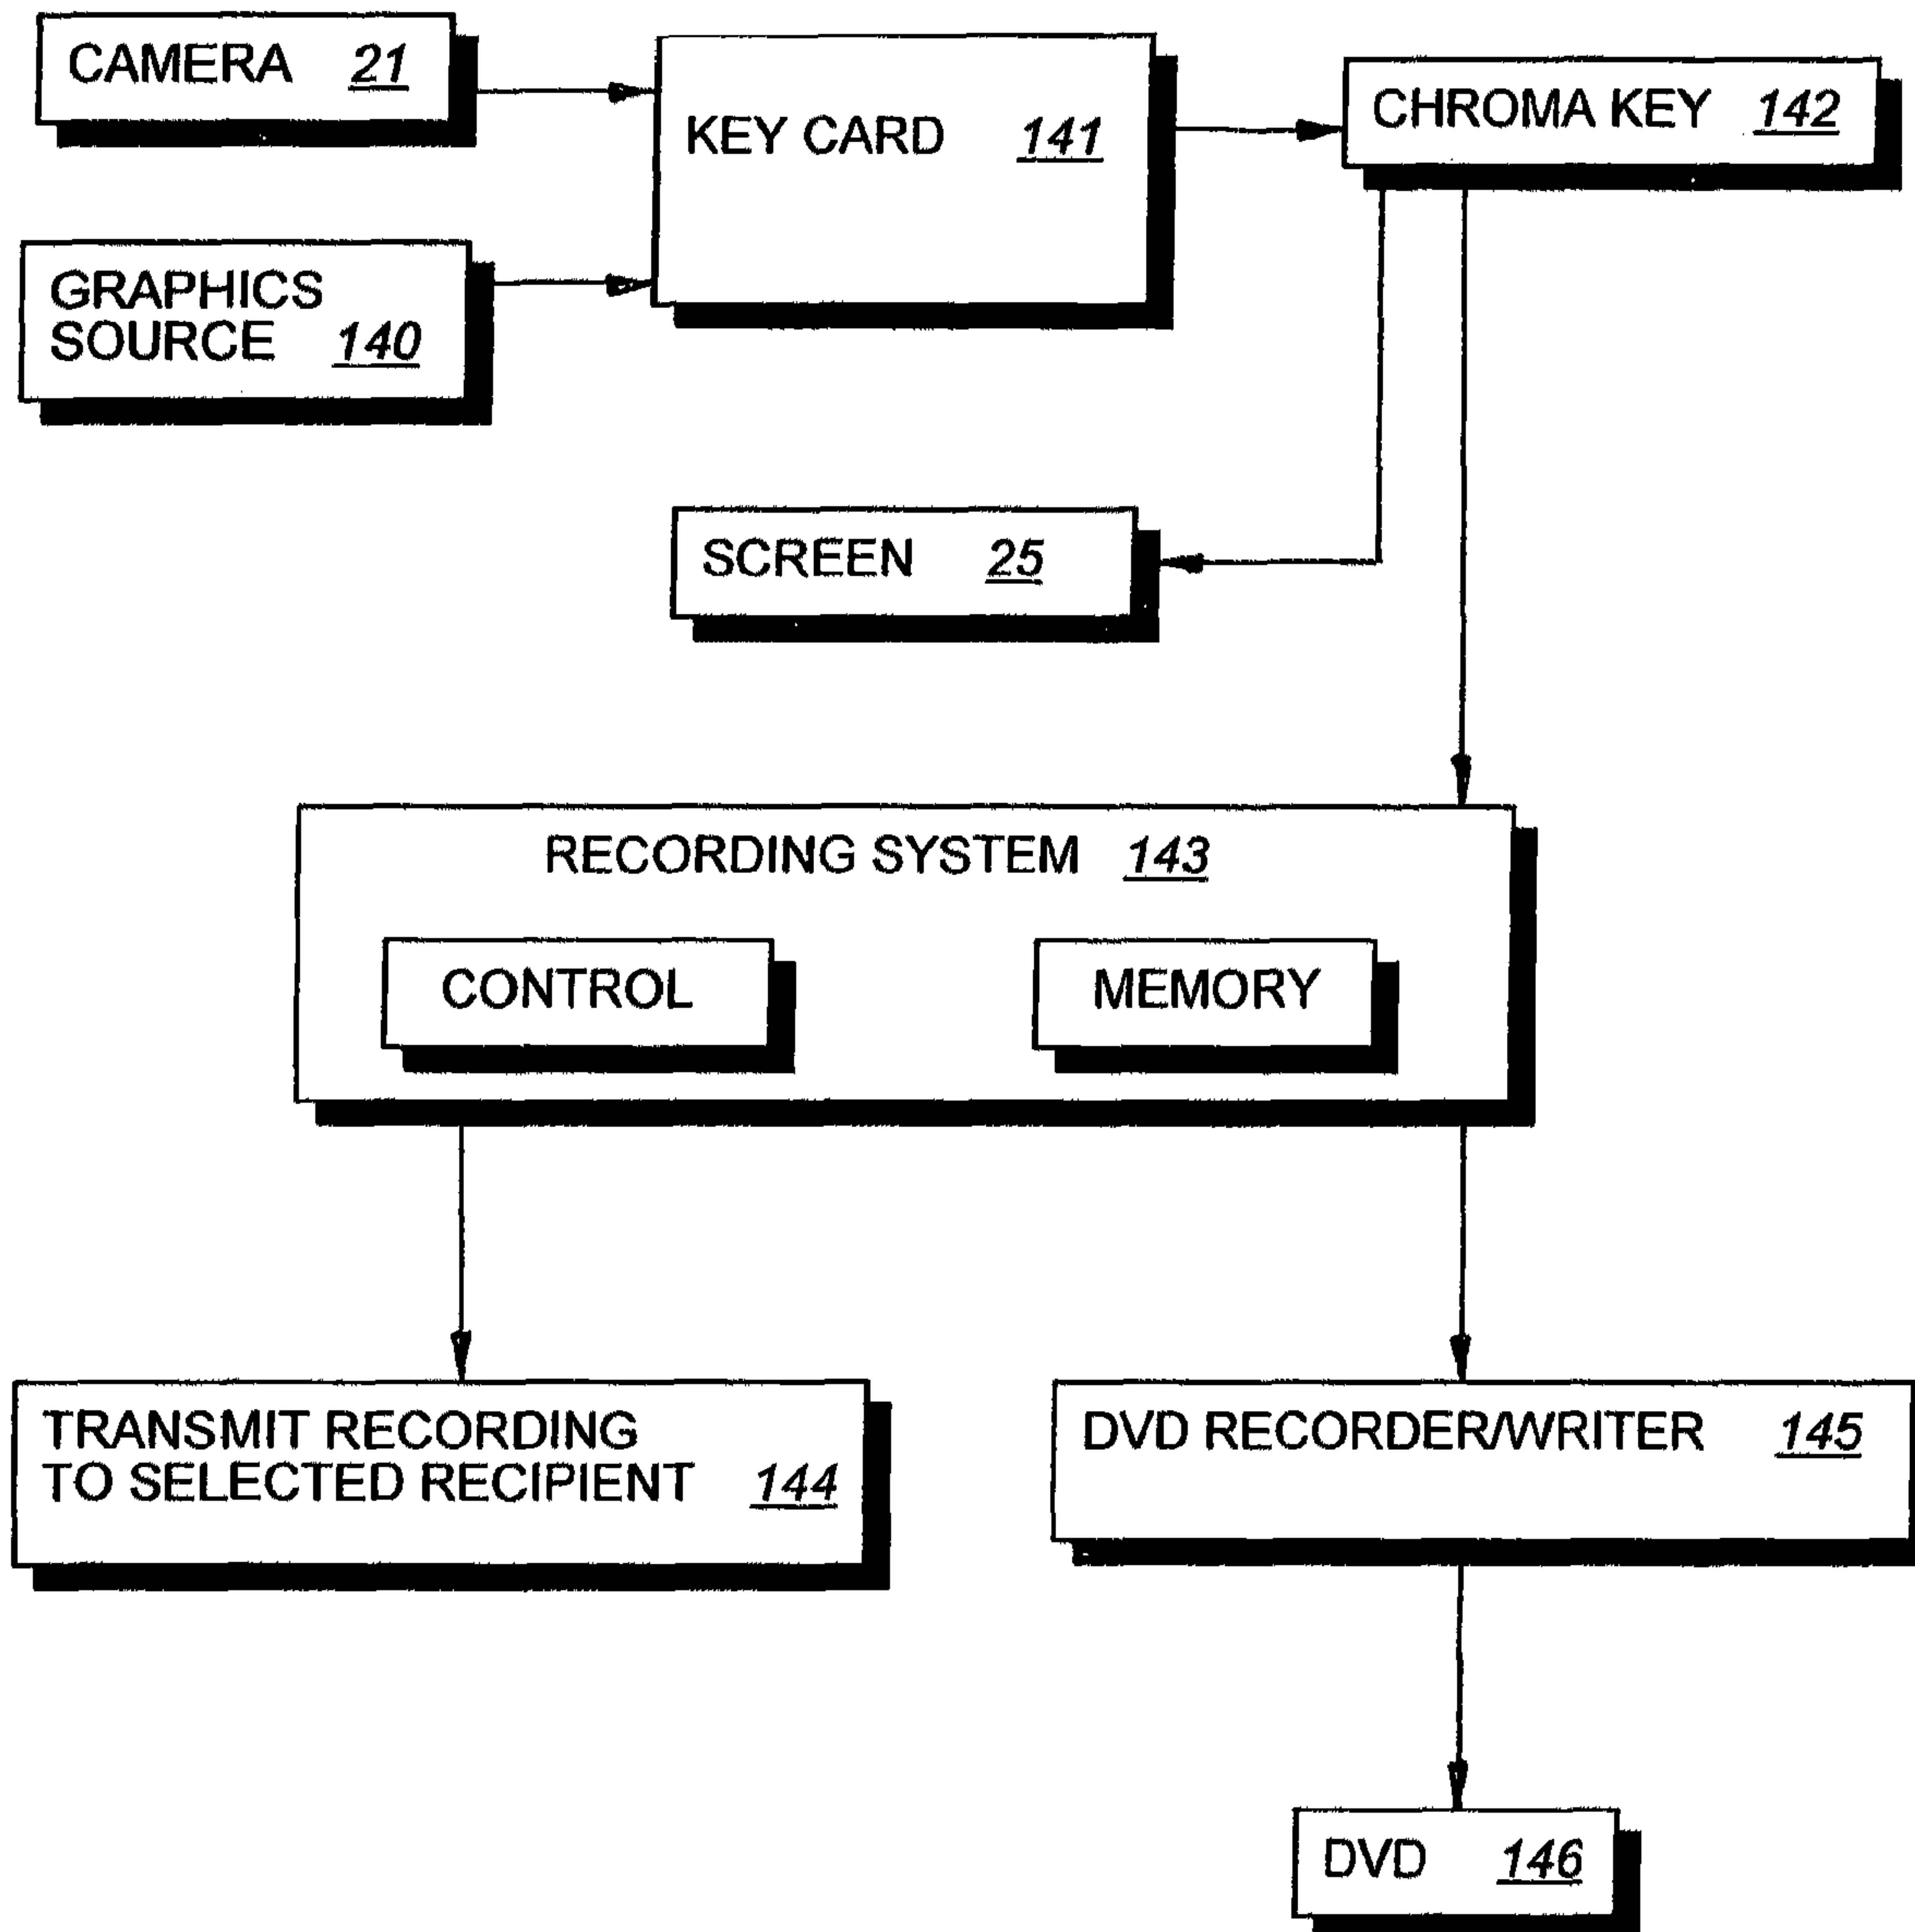 CAMERA 21
KEY CARD 141
CHROMA KEY 142
GRAPHICS
SOURCE 140
SCREEN 25
RECORDING SYSTEM 143
CONTROL
MEMORY
TRANSMIT RECORDING
TO SELECTED RECIPIENT 144
DVD RECORDER/WRITER 145
DVD 146